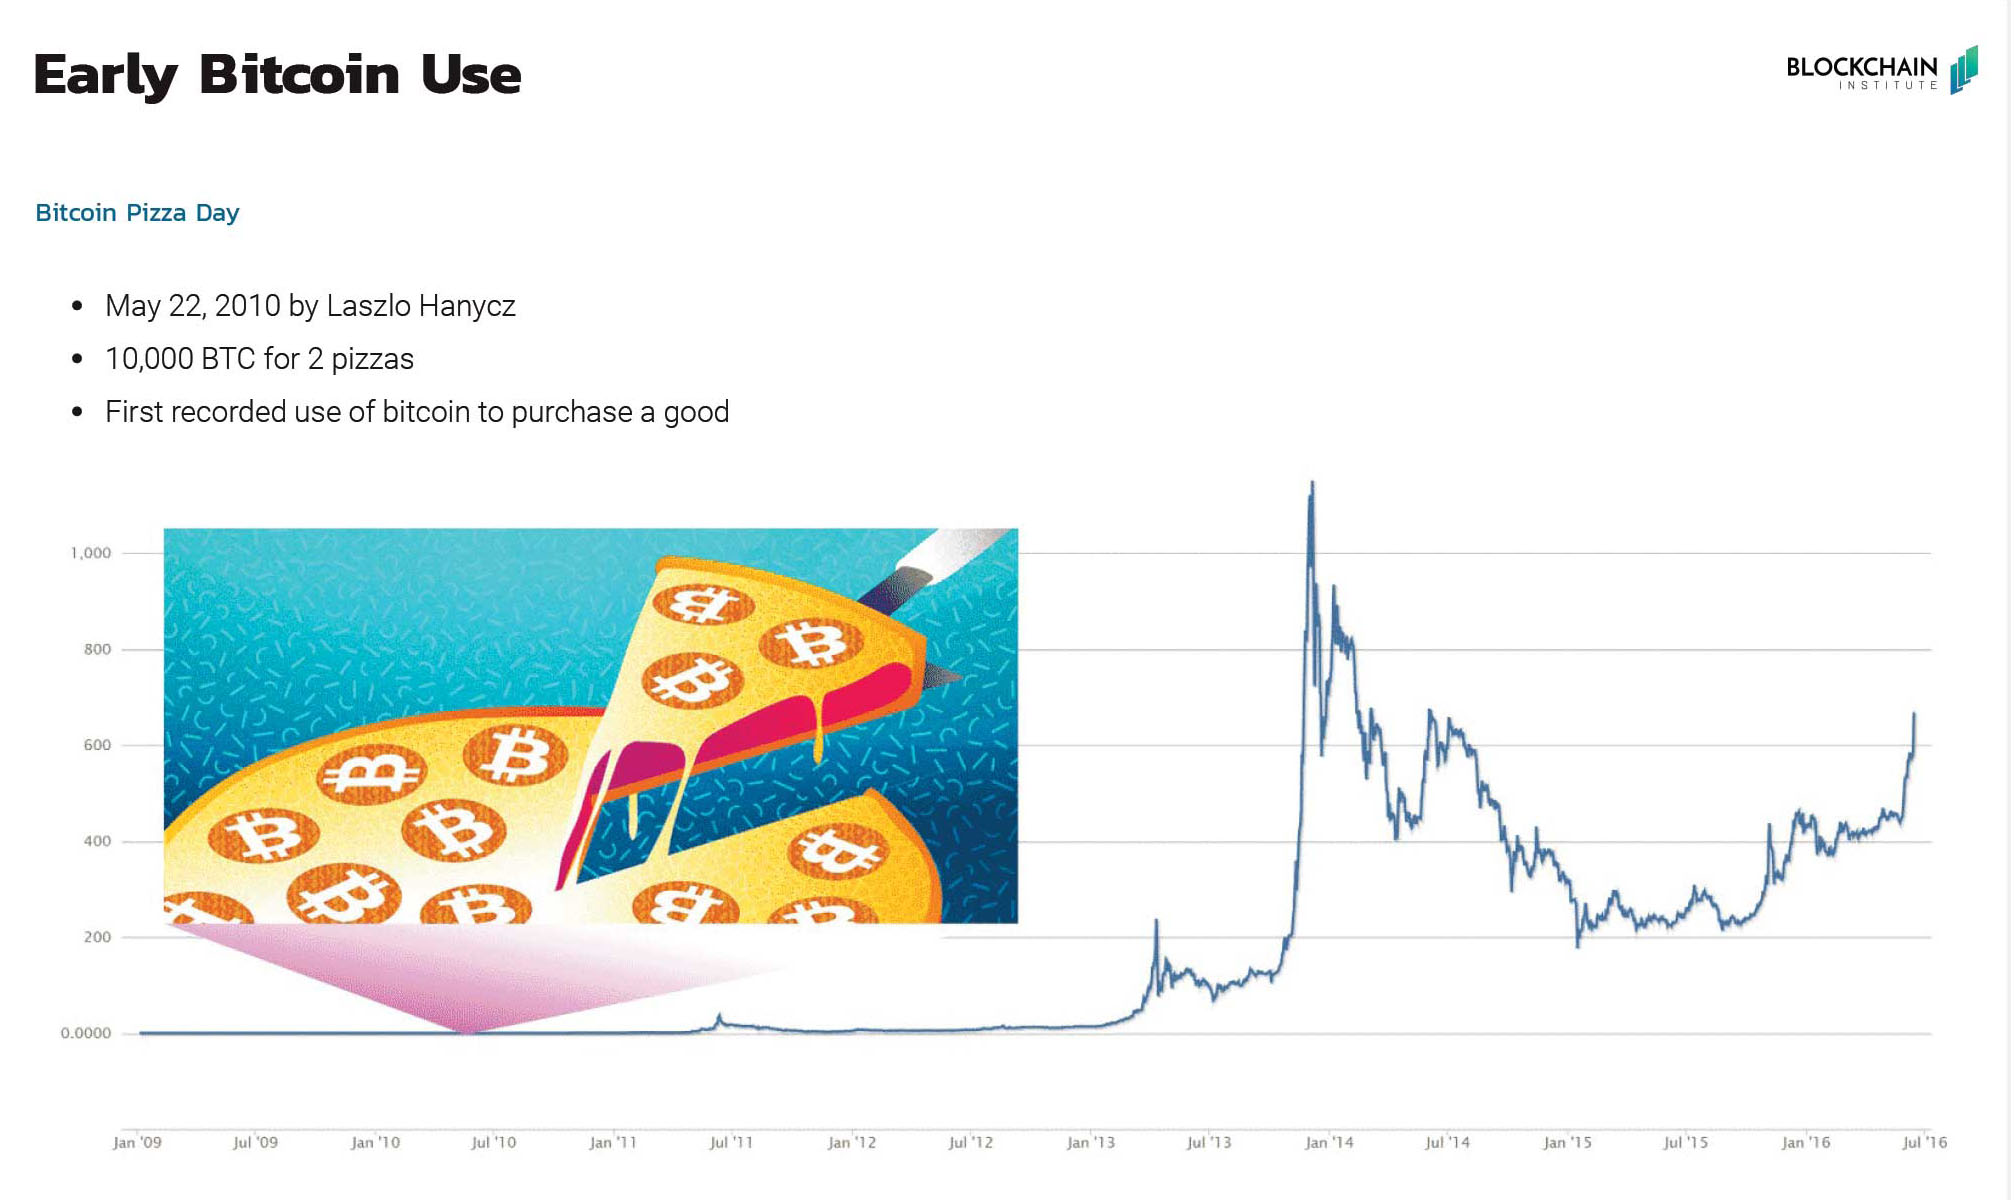 Early Bitcoin Use
BLOCKCHAIN
INSTITUTE
Bitcoin Pizza Day
• May 22, 2010 by Laszlo Hanycz
• 10,000 BTC for 2 pizzas
• First recorded use of bitcoin to purchase a good
1,000
800
600
400
200
0.0000
Jan '09 Jul '09 Jan '10 Jul '10 Jan '11 Jul '11 Jan '12 Jul '12 Jan '13 Jul '13 Jan '14 Jul '14 Jan '15 Jul '15 Jan '16 Jul '16